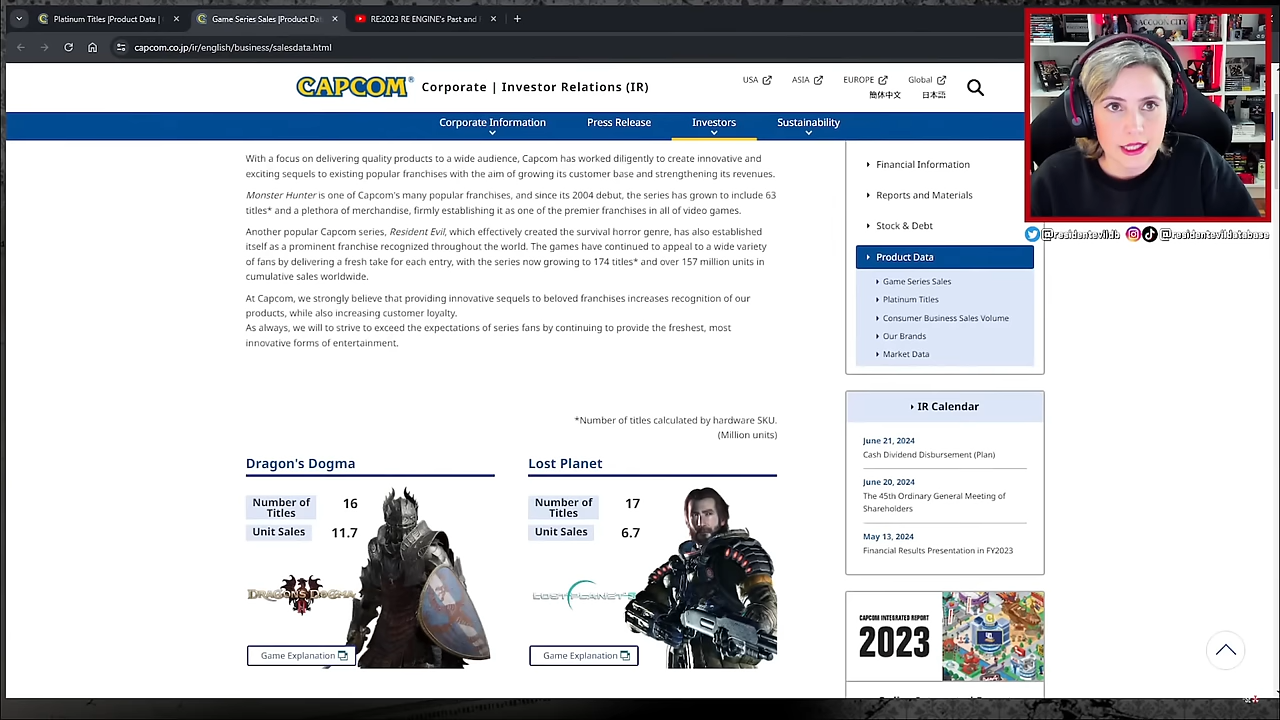 Platinum Titles |Product Data |
Game Series Sales |Product Da
RE:2023 RE ENGINE's Past and
capcom.co.jp/ir/english/business/salesdata.html
CAPCOM® Corporate | Investor Relations (IR)
USA ASIA EUROPE Global
简体中文 日本語
Corporate Information Press Release Investors Sustainability
With a focus on delivering quality products to a wide audience, Capcom has worked diligently to create innovative and
exciting sequels to existing popular franchises with the aim of growing its customer base and strengthening its revenues.
Monster Hunter is one of Capcom's many popular franchises, and since its 2004 debut, the series has grown to include 63
titles* and a plethora of merchandise, firmly establishing it as one of the premier franchises in all of video games.
Another popular Capcom series, Resident Evil, which effectively created the survival horror genre, has also established
itself as a prominent franchise recognized throughout the world. The games have continued to appeal to a wide variety
of fans by delivering a fresh take for each entry, with the series now growing to 174 titles* and over 157 million units in
cumulative sales worldwide.
At Capcom, we strongly believe that providing innovative sequels to beloved franchises increases recognition of our
products, while also increasing customer loyalty.
As always, we will to strive to exceed the expectations of series fans by continuing to provide the freshest, most
innovative forms of entertainment.
*Number of titles calculated by hardware SKU.
(Million units)
Dragon's Dogma
Number of
Titles
16
Unit Sales
11.7
DRAGON'S DOGMA
Game Explanation
Lost Planet
Number of
Titles
17
Unit Sales
6.7
LOST PLANET
Game Explanation
Financial Information
Reports and Materials
Stock & Debt
Product Data
Game Series Sales
Platinum Titles
Consumer Business Sales Volume
Our Brands
Market Data
IR Calendar
June 21, 2024
Cash Dividend Disbursement (Plan)
June 20, 2024
The 45th Ordinary General Meeting of
Shareholders
May 13, 2024
Financial Results Presentation in FY2023
CAPCOM INTEGRATED REPORT
2023
RACCOON CITY
@residentevildb @residentevildatabase